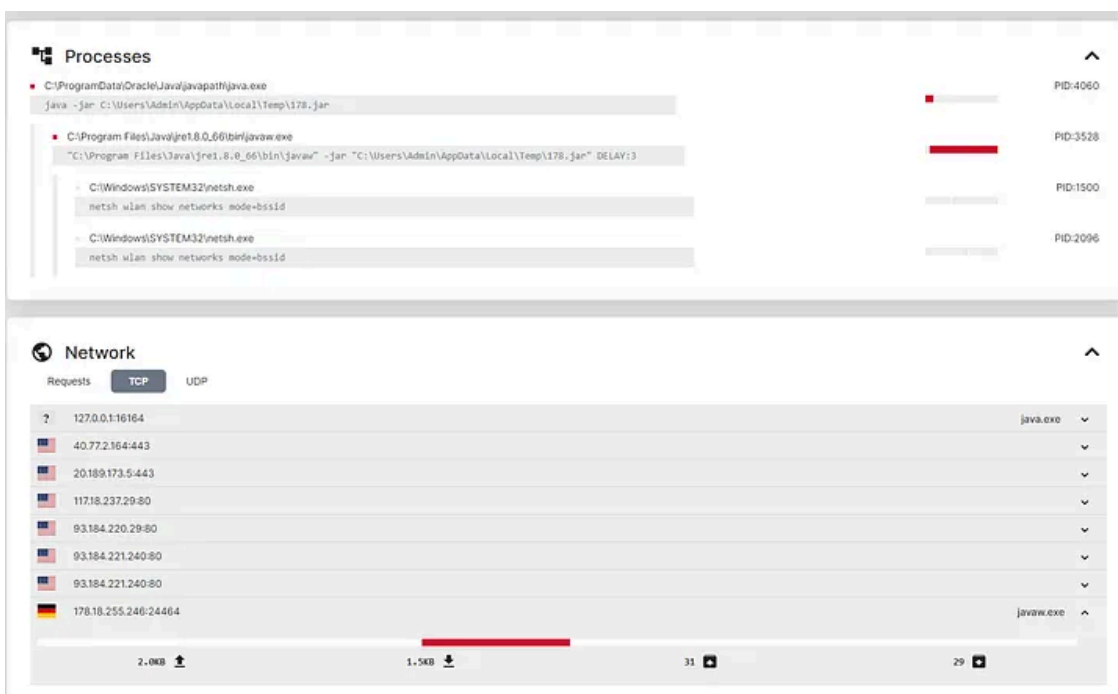 Processes
C:\ProgramData\Oracle\Java\javapath\java.exe PID:4060
java -jar C:\Users\Admin\AppData\Local\Temp\178.jar
C:\Program Files\Java\jre1.8.0_66\bin\javaw.exe PID:3528
"C:\Program Files\Java\jre1.8.0_66\bin\javaw" -jar "C:\Users\Admin\AppData\Local\Temp\178.jar" DELAY:3
C:\Windows\SYSTEM32\netsh.exe PID:1500
netsh wlan show networks mode=bssid
C:\Windows\SYSTEM32\netsh.exe PID:2096
netsh wlan show networks mode=bssid
Network
Requests TCP UDP
? 127.0.0.1:16164 java.exe
40.77.2.164:443
20.189.173.5:443
117.18.237.29:80
93.184.220.29:80
93.184.221.240:80
93.184.221.240:80
178.18.255.246:24464 javaw.exe
2.0KB 1.5KB 31 29